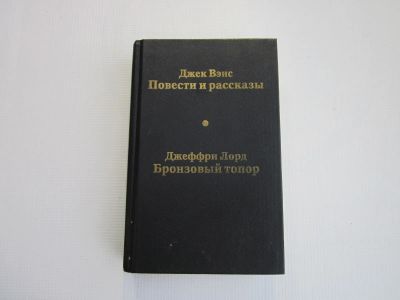 Джек Вэнс
Повести и рассказы
Джеффри Лорд
Бронзовый топор